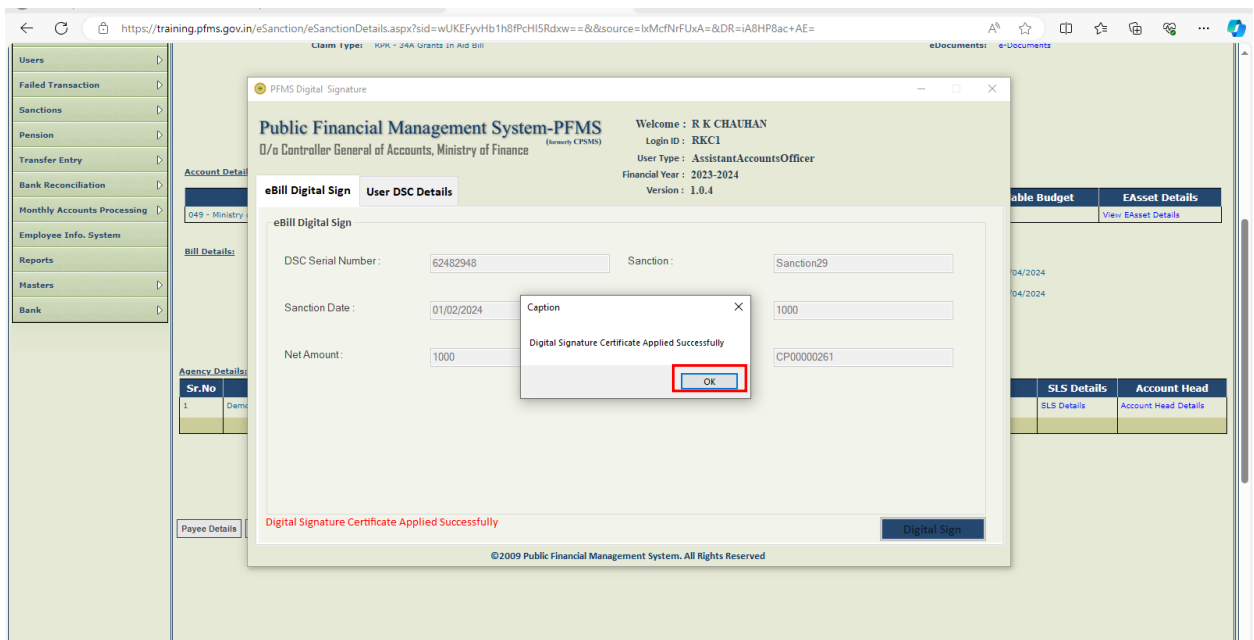 https://training.pfms.gov.in/eSanction/eSanctionDetails.aspx?sid=wUKEFyvHb1h8fPcHI5Rdxw==&&source=lxMcfNrFUxA=&DR=iA8HP8ac+AE=
Claim Type: RPR - 34A Grants In Aid Bill
eDocuments: e-Documents
Users
Failed Transaction
Sanctions
Pension
Transfer Entry
Bank Reconciliation
Monthly Accounts Processing
Employee Info. System
Reports
Masters
Bank
PFMS Digital Signature
Public Financial Management System-PFMS
(formerly CPSMS)
O/o Controller General of Accounts, Ministry of Finance
Welcome : R K CHAUHAN
Login ID : RKC1
User Type : AssistantAccountsOfficer
Financial Year : 2023-2024
Version : 1.0.4
eBill Digital Sign User DSC Details
eBill Digital Sign
DSC Serial Number : 62482948 Sanction : Sanction29
Sanction Date : 01/02/2024 1000
Net Amount : 1000 CP00000261
Caption
Digital Signature Certificate Applied Successfully
OK
Digital Signature Certificate Applied Successfully
Digital Sign
©2009 Public Financial Management System. All Rights Reserved
Account Detail
049 - Ministry
Budget EAsset Details
View EAsset Details
Bill Details:
/04/2024
/04/2024
Agency Details:
Sr.No SLS Details Account Head
1 Demo SLS Details Account Head Details
Payee Details